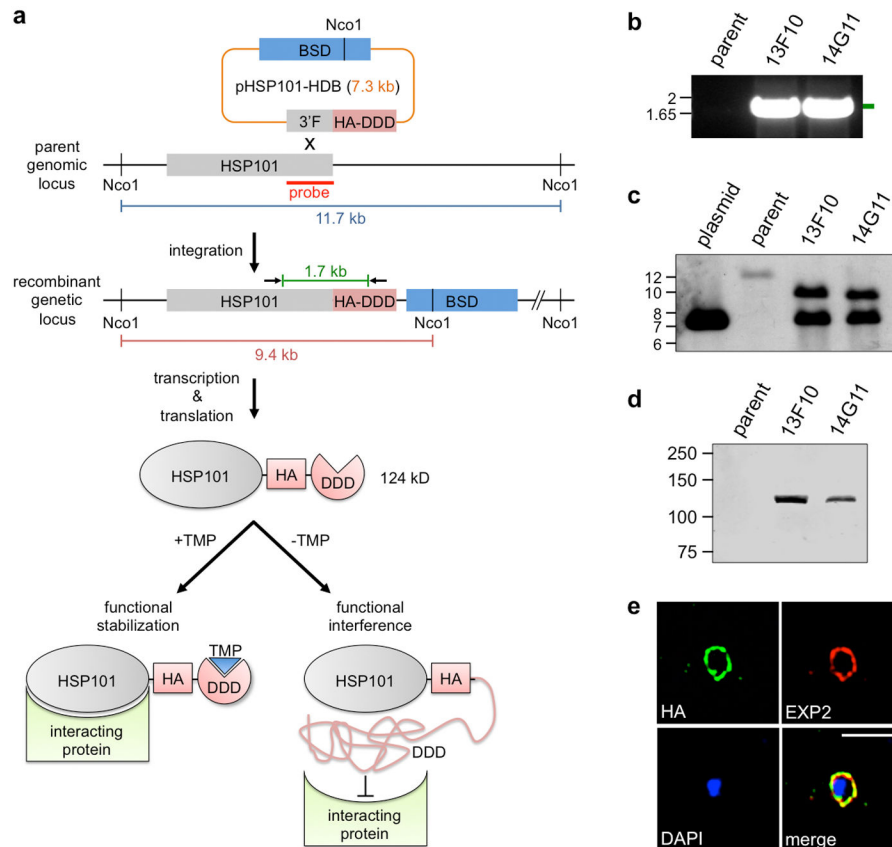 a
Nco1
BSD
pHSP101-HDB (7.3 kb)
3'F
HA-DDD
X
parent
genomic
locus
HSP101
Nco1
probe
Nco1
11.7 kb
integration
1.7 kb
recombinant
genetic
locus
HSP101
HA-DDD
BSD
Nco1
Nco1
Nco1
9.4 kb
transcription
&
translation
HSP101
HA
DDD
124 kD
+TMP
-TMP
functional
stabilization
functional
interference
TMP
HSP101
HA
DDD
interacting
protein
HSP101
HA
DDD
interacting
protein
b
parent
13F10
14G11
2
1.65
c
plasmid
parent
13F10
14G11
12
10
8
7
6
d
parent
13F10
14G11
250
150
100
75
e
HA
EXP2
DAPI
merge